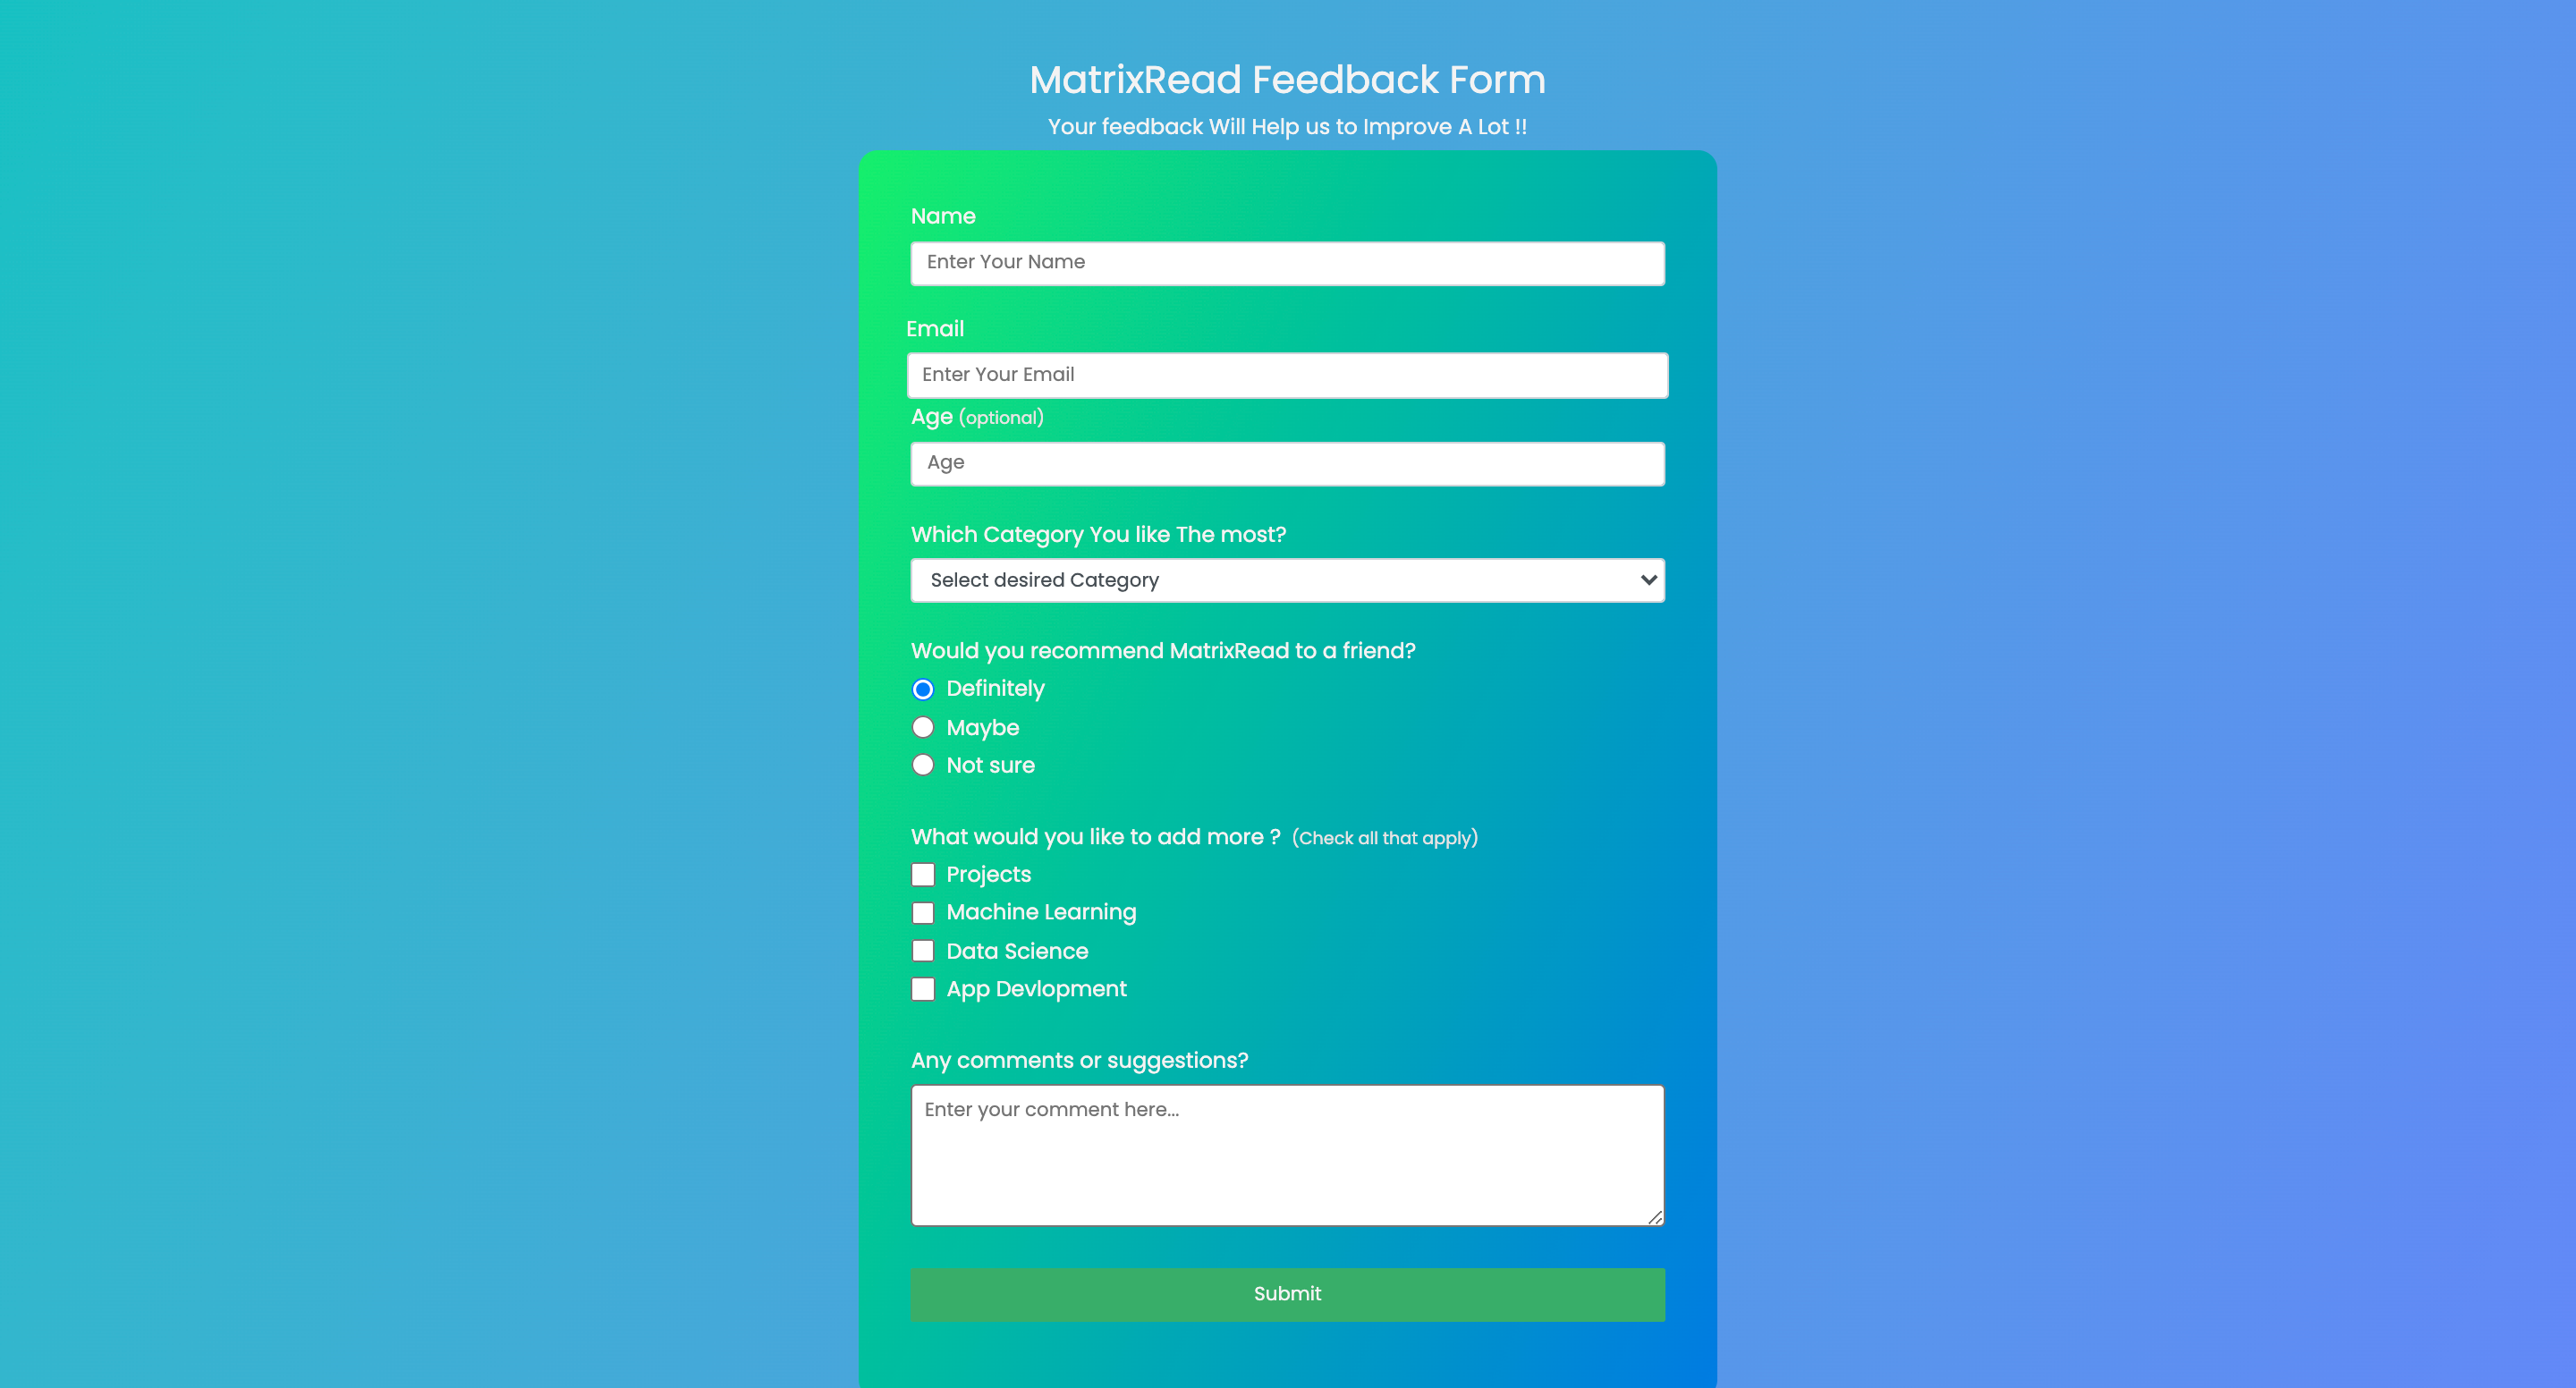 MatrixRead Feedback Form
Your feedback Will Help us to Improve A Lot !!
Name
Enter Your Name
Email
Enter Your Email
Age (optional)
Age
Which Category You like The most?
Select desired Category
Would you recommend MatrixRead to a friend?
Definitely
Maybe
Not sure
What would you like to add more ? (Check all that apply)
Projects
Machine Learning
Data Science
App Devlopment
Any comments or suggestions?
Enter your comment here...
Submit